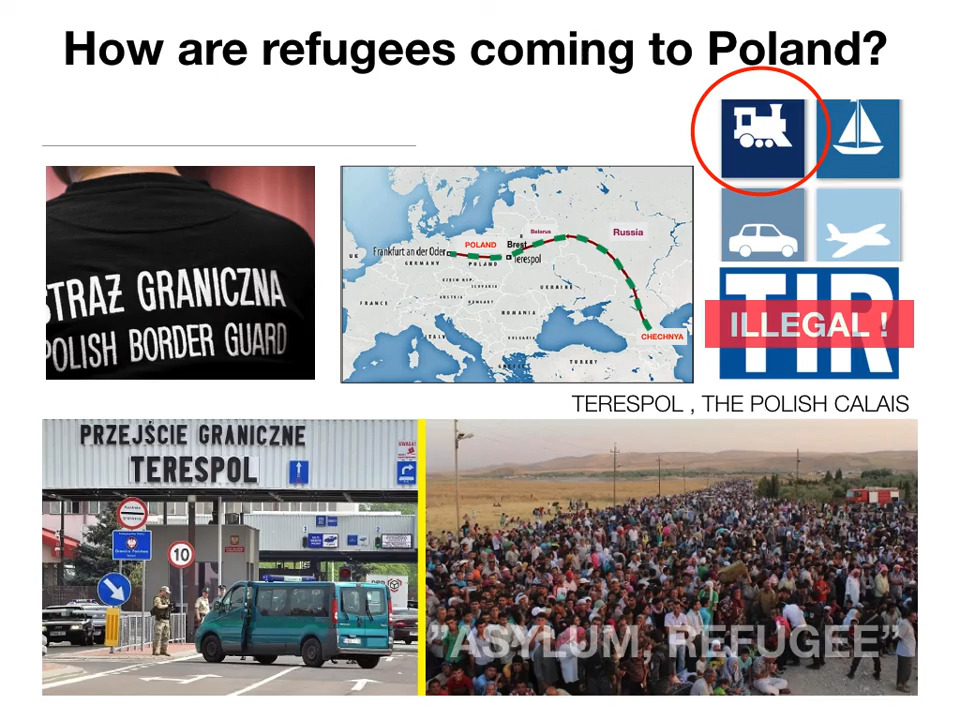 How are refugees coming to Poland?
STRAŻ GRANICZNA
POLISH BORDER GUARD
UK
Frankfurt an der Oder
GERMANY
POLAND
POLAND
Brest
Terespol
Belarus
Russia
UKRAINE
FRANCE
SLOVAKIA
AUSTRIA
HUNGARY
ROMANIA
ITALY
BULGARIA
TURKEY
CHECHNYA
TIR
ILLEGAL !
TERESPOL , THE POLISH CALAIS
PRZEJŚCIE GRANICZNE
TERESPOL
10
"ASYLUM, REFUGEE"